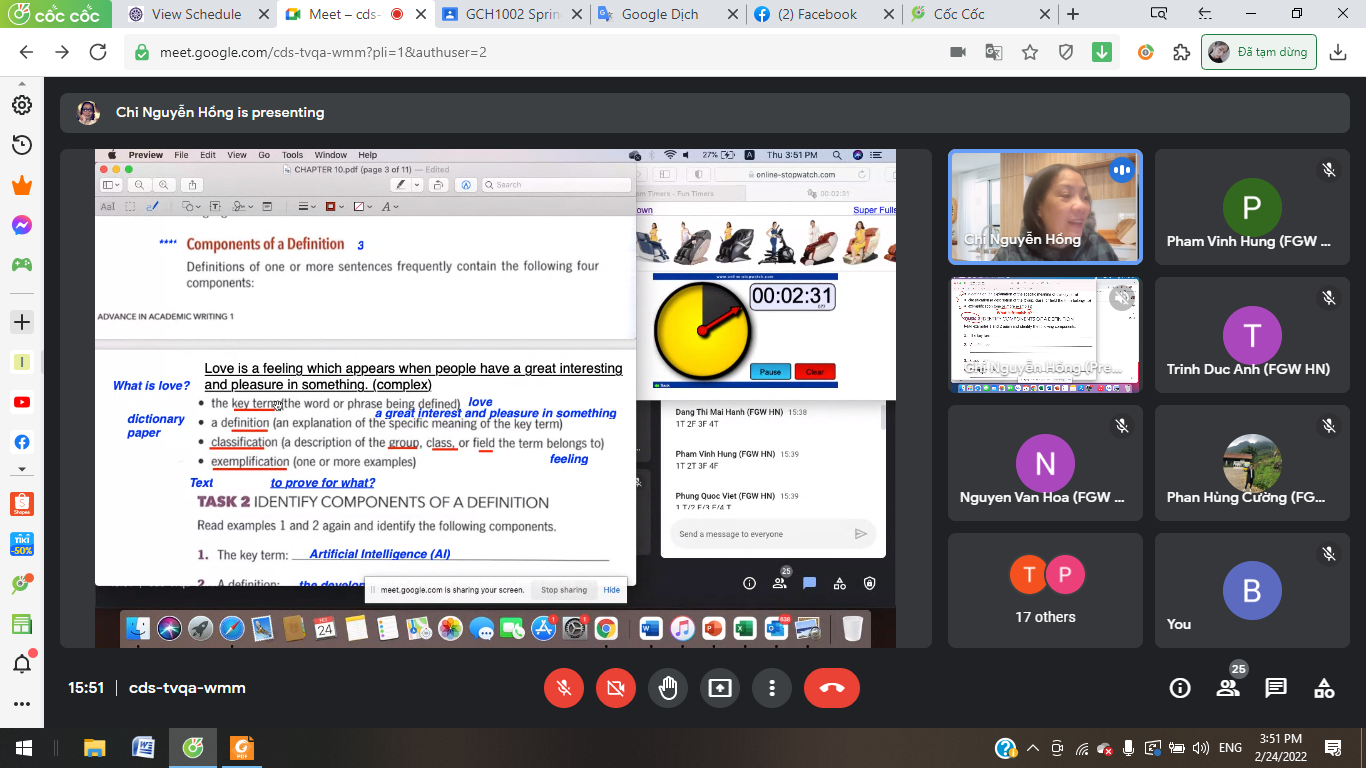 cốc cốc
View Schedule
Meet – cds-
GCH1002 Sprin
Google Dịch
(2) Facebook
Cốc Cốc
meet.google.com/cds-tvqa-wmm?pli=1&authuser=2
Đã tạm dừng
Chi Nguyễn Hồng is presenting
Preview File Edit View Go Tools Window Help
27% Thu 3:51 PM
CHAPTER 10.pdf (page 3 of 11) — Edited
Search
online-stopwatch.com
Timers - Fun Timers
00:02:31
own
Super Fulls
**** Components of a Definition 3
Definitions of one or more sentences frequently contain the following four
components:
ADVANCE IN ACADEMIC WRITING 1
www.online-stopwatch.com
00:02:31
Pause
Clear
Love is a feeling which appears when people have a great interesting
What is love?
and pleasure in something. (complex)
• the key term (the word or phrase being defined) love
a great interest and pleasure in something
dictionary
paper
• a definition (an explanation of the specific meaning of the key term)
• classification (a description of the group, class, or field the term belongs to)
• exemplification (one or more examples) feeling
Text to prove for what?
TASK 2 IDENTIFY COMPONENTS OF A DEFINITION
Read examples 1 and 2 again and identify the following components.
1. The key term: Artificial Intelligence (AI)
2 A definition: the develop
meet.google.com is sharing your screen.
Stop sharing
Hide
Dang Thi Mai Hanh (FGW HN) 15:38
1T 2F 3F 4T
Pham Vinh Hung (FGW HN) 15:39
1T 2T 3F 4F
Phung Quoc Viet (FGW HN) 15:39
1 T/2 F/3 F/4 T
Send a message to everyone
25
Chi Nguyễn Hồng
P
Pham Vinh Hung (FGW ...
Chi Nguyễn Hồng (Pre...
T
Trinh Duc Anh (FGW HN)
N
Nguyen Van Hoa (FGW ...
Phan Hùng Cường (FG...
T P
17 others
B
You
TIKI
-50%
15:51 | cds-tvqa-wmm
25
ENG
3:51 PM
2/24/2022